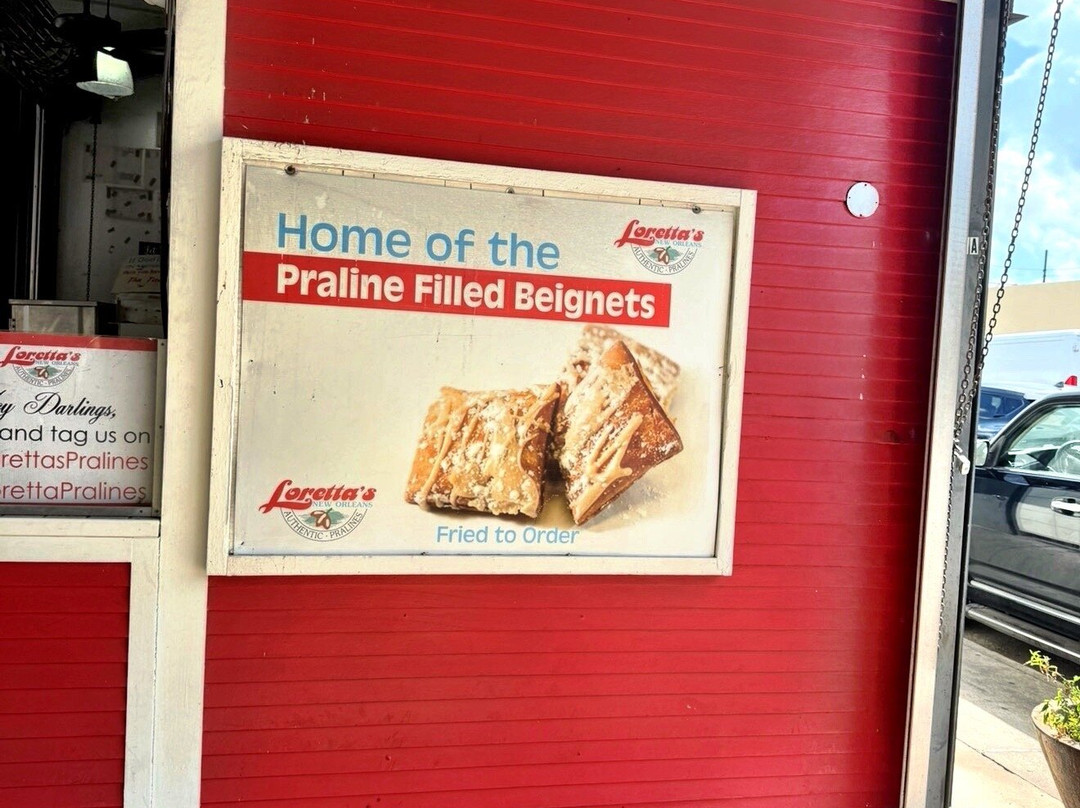 Home of the
Praline Filled Beignets
Loretta's
NEW ORLEANS
AUTHENTIC - PRALINES
Loretta's
NEW ORLEANS
AUTHENTIC - PRALINES
Fried to Order
Loretta's
NEW ORLEANS
AUTHENTIC - PRALINES
Darlings,
and tag us on
rettasPralines
rettaPralines
A